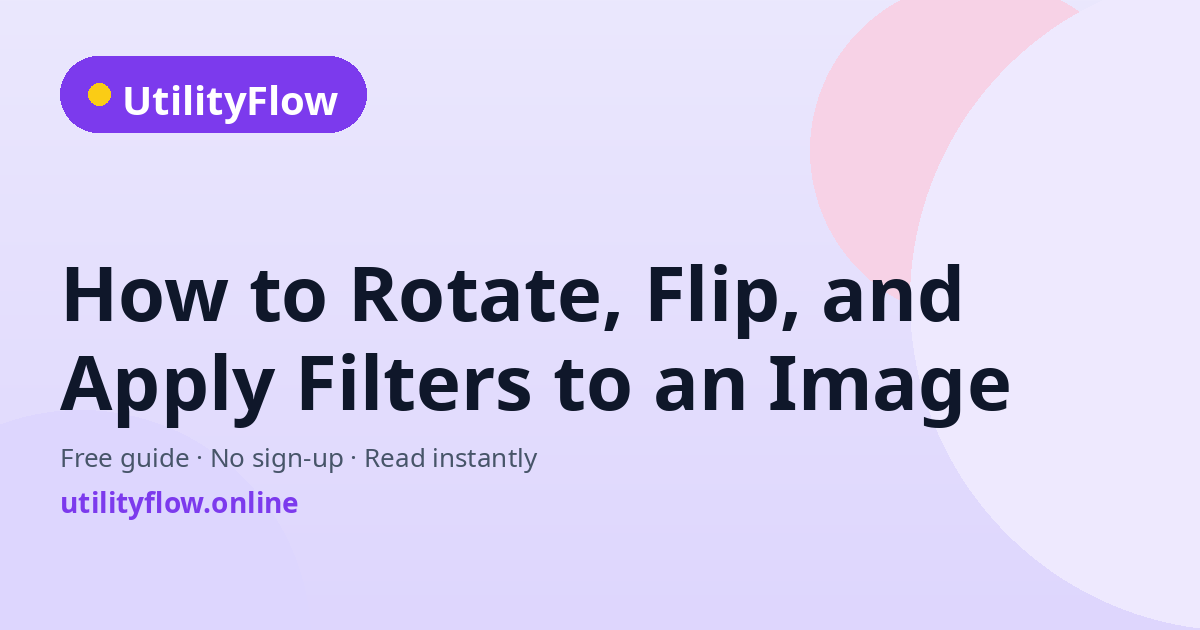 UtilityFlow
How to Rotate, Flip, and
Apply Filters to an Image
Free guide · No sign-up · Read instantly
utilityflow.online